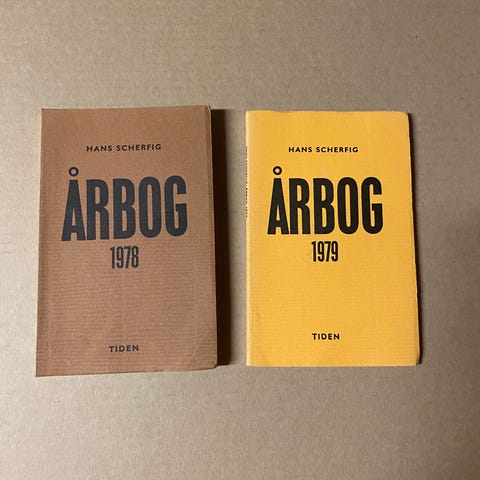 HANS SCHERFIG
ÅRBOG
1978
TIDEN
HANS SCHERFIG
ÅRBOG
1979
TIDEN